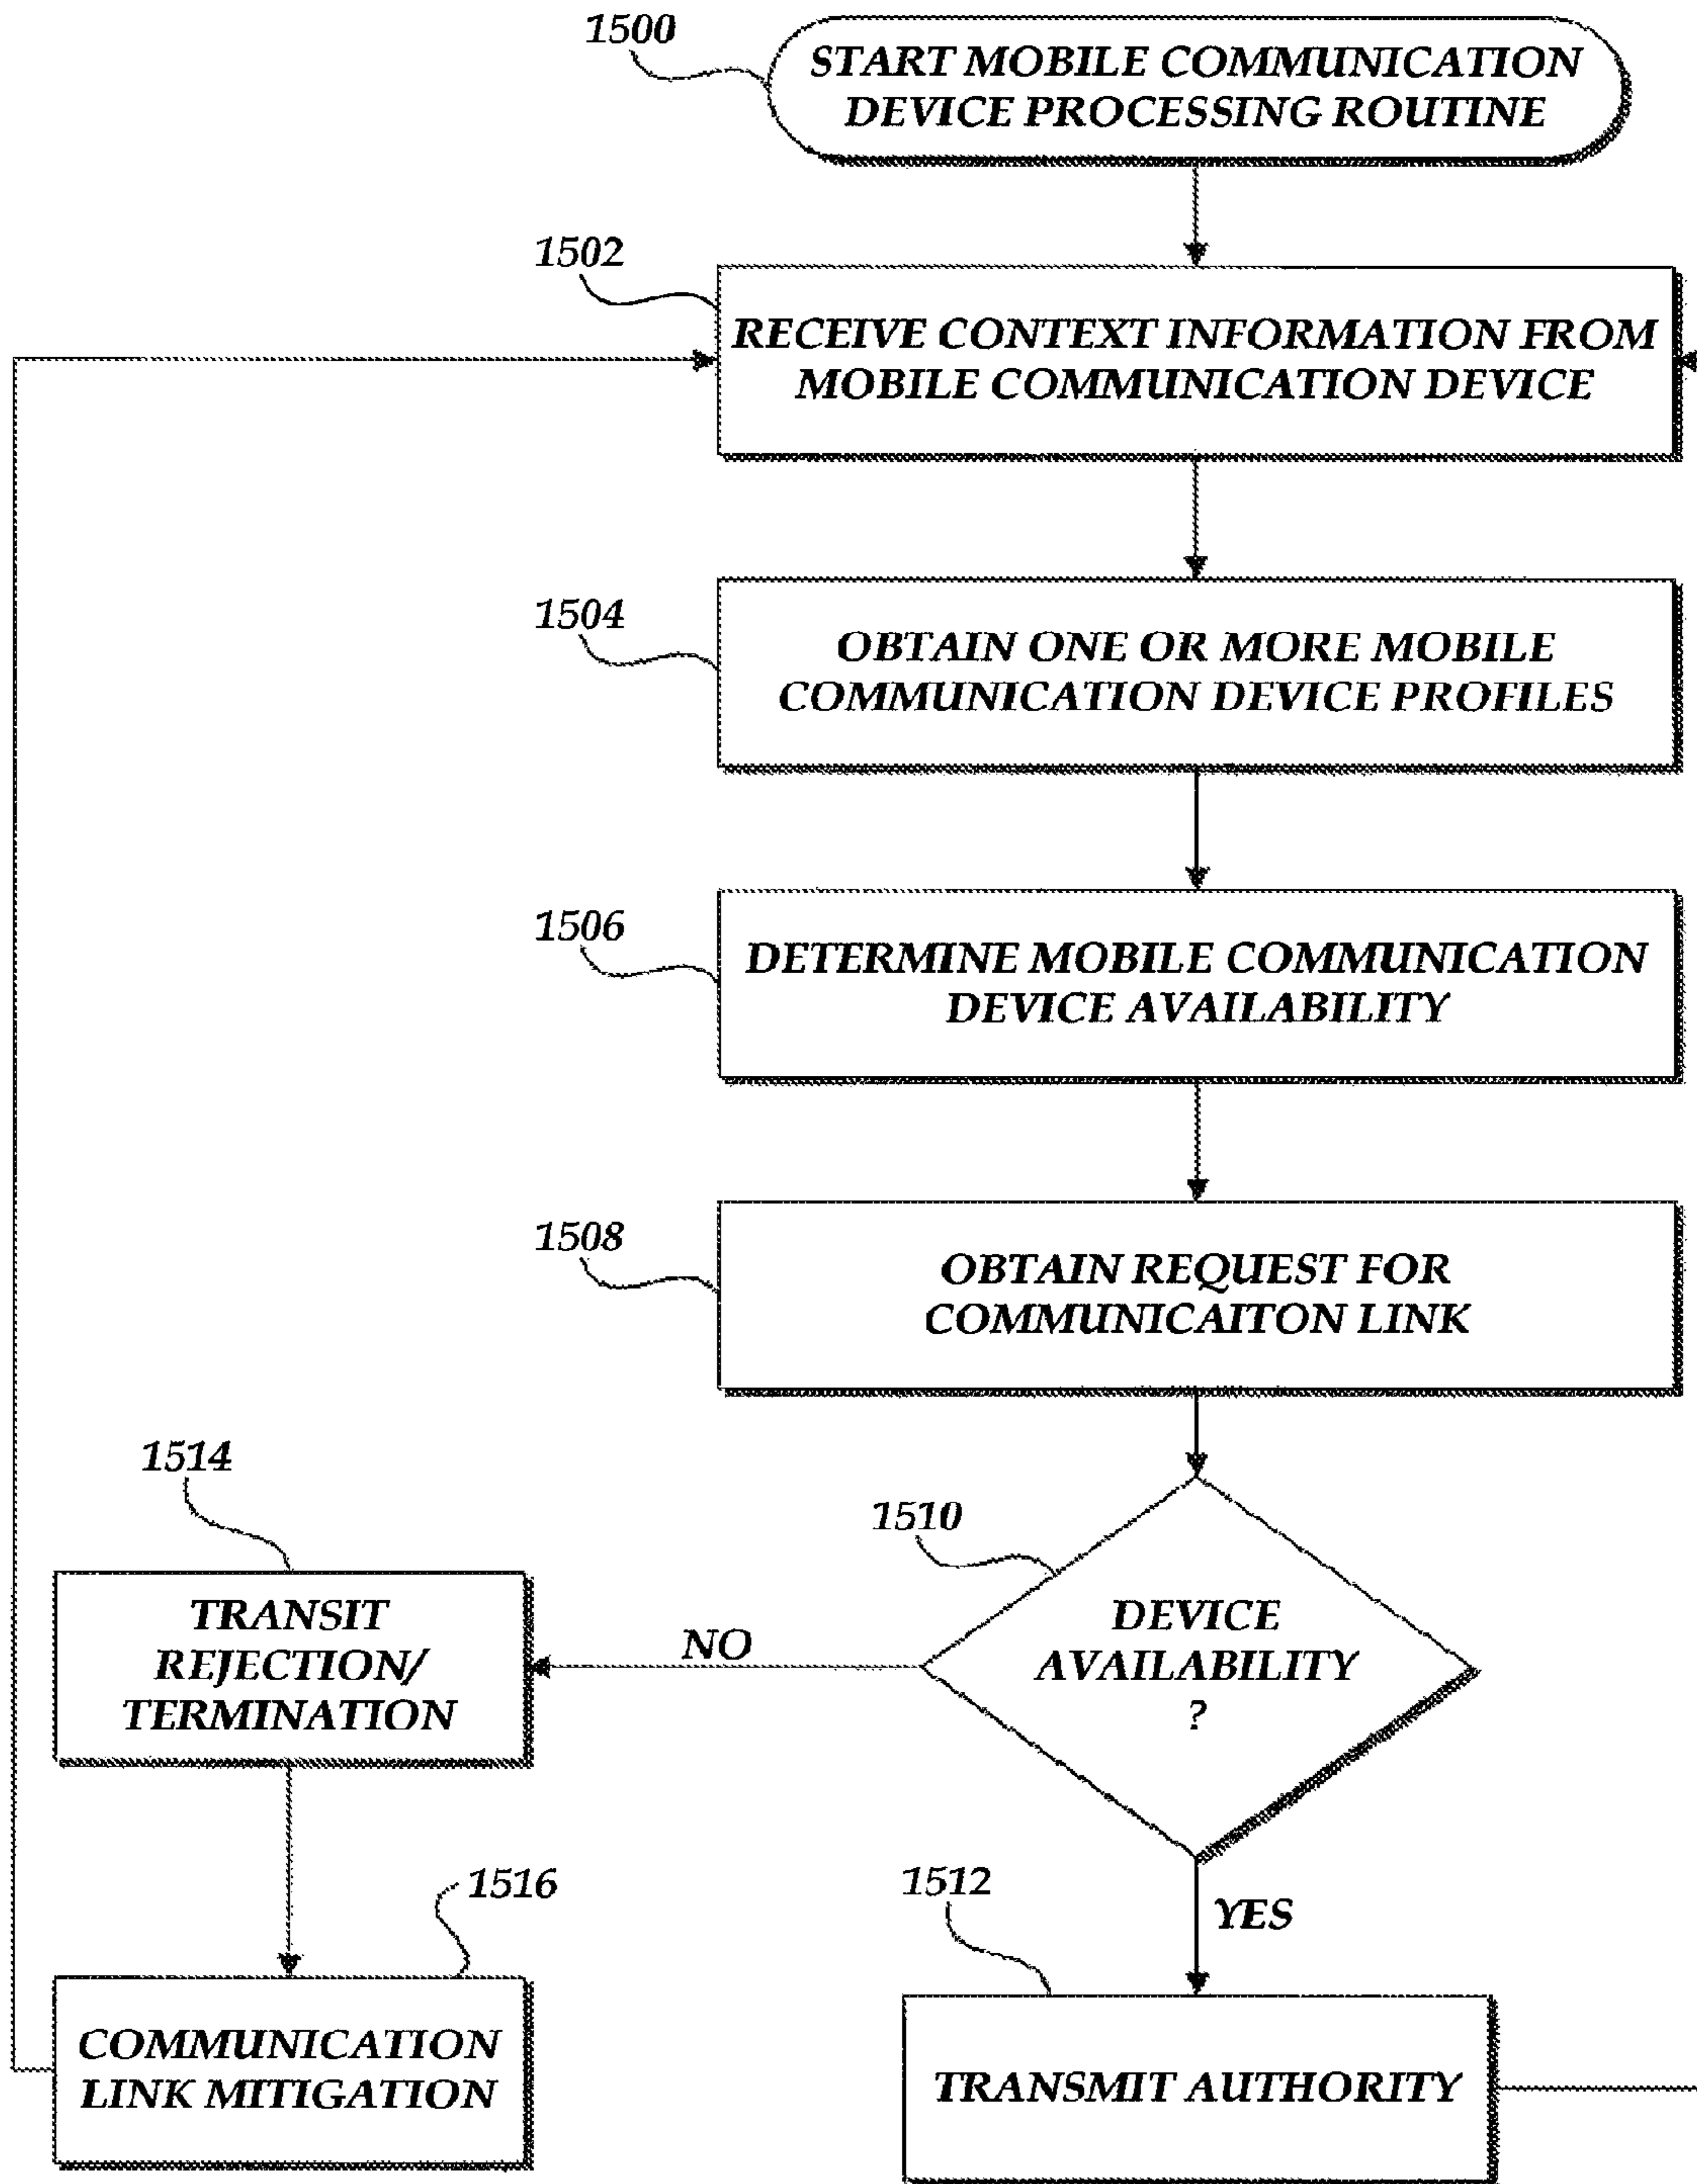 1500
START MOBILE COMMUNICATION
DEVICE PROCESSING ROUTINE
1502
RECEIVE CONTEXT INFORMATION FROM
MOBILE COMMUNICATION DEVICE
1504
OBTAIN ONE OR MORE MOBILE
COMMUNICATION DEVICE PROFILES
1506
DETERMINE MOBILE COMMUNICATION
DEVICE AVAILABILITY
1508
OBTAIN REQUEST FOR
COMMUNICAITON LINK
1510
DEVICE
AVAILABILITY
?
NO
1514
TRANSIT
REJECTION/
TERMINATION
1516
COMMUNICATION
LINK MITIGATION
YES
1512
TRANSMIT AUTHORITY